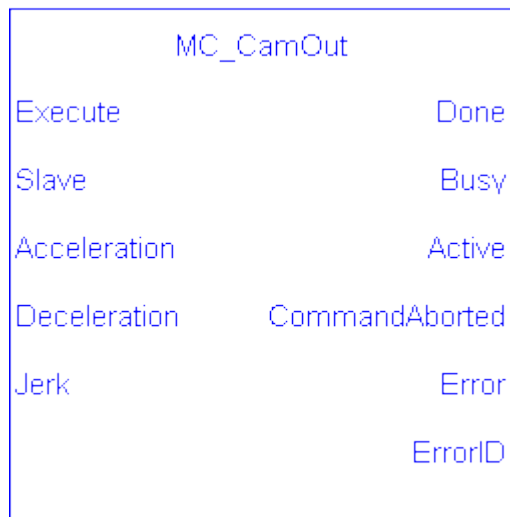 MC_CamOut
Execute Done
Slave Busy
Acceleration Active
Deceleration CommandAborted
Jerk Error
ErrorID